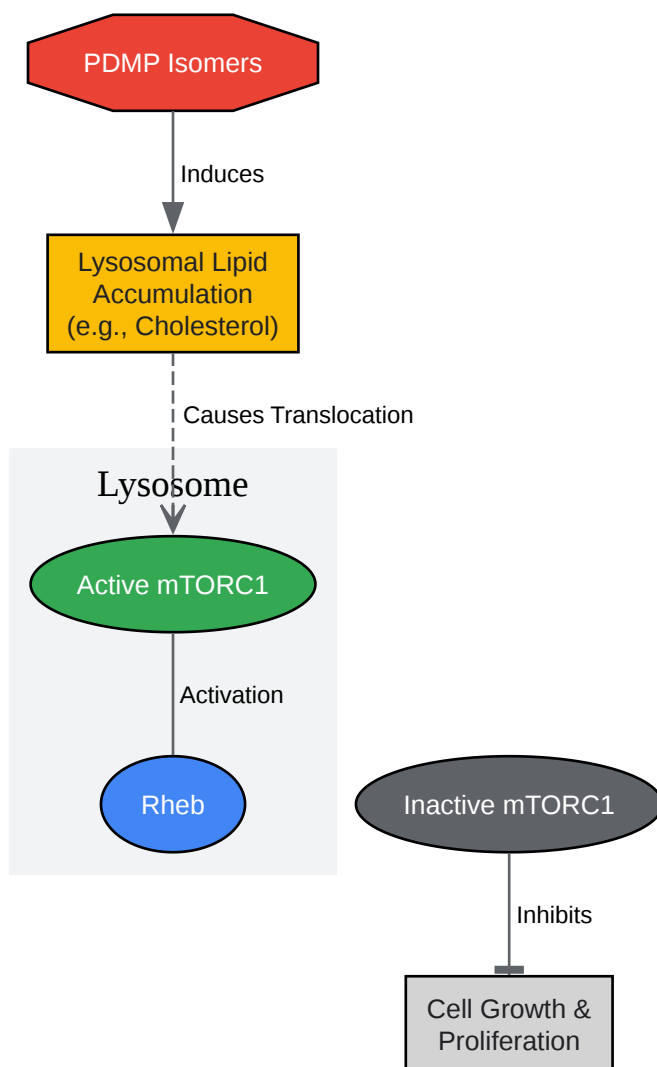 PDMP Isomers
Induces
Lysosomal Lipid
Accumulation
(e.g., Cholesterol)
Causes Translocation
Lysosome
Active mTORC1
Activation
Rheb
Inactive mTORC1
Inhibits
Cell Growth &
Proliferation